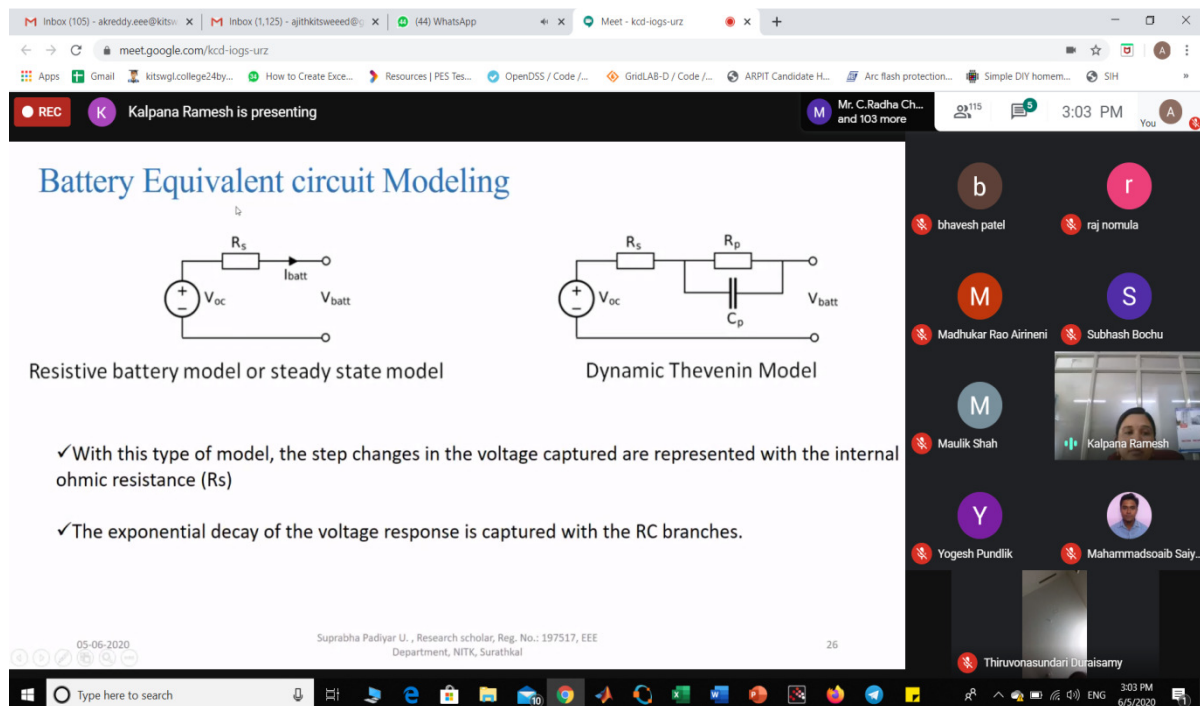 Inbox (105) - akreddy.eee@kitsw
Inbox (1,125) - ajithkitsweeed@g
(44) WhatsApp
Meet - kcd-iogs-urz
meet.google.com/kcd-iogs-urz
A
Apps
Gmail
kitswgl.college24by...
How to Create Exce...
Resources | PES Tes...
OpenDSS / Code /...
GridLAB-D / Code /...
ARPIT Candidate H...
Arc flash protection...
Simple DIY homem...
SIH
»
REC
K
Kalpana Ramesh is presenting
M
Mr. C.Radha Ch...
and 103 more
115
5
3:03 PM
You
A
Battery Equivalent circuit Modeling
Rs
Ibatt
+
Voc
−
Vbatt
Rs
Rp
+
Voc
−
Vbatt
Cp
Resistive battery model or steady state model
Dynamic Thevenin Model
✓With this type of model, the step changes in the voltage captured are represented with the internal
ohmic resistance (Rs)
✓The exponential decay of the voltage response is captured with the RC branches.
05-06-2020
Suprabha Padiyar U. , Research scholar, Reg. No.: 197517, EEE
Department, NITK, Surathkal
26
b
bhavesh patel
r
raj nomula
M
Madhukar Rao Airineni
S
Subhash Bochu
M
Maulik Shah
Kalpana Ramesh
Y
Yogesh Pundlik
Mahammadsoaib Saiy...
Thiruvonasundari Duraisamy
Type here to search
10
ENG
3:03 PM
6/5/2020
1